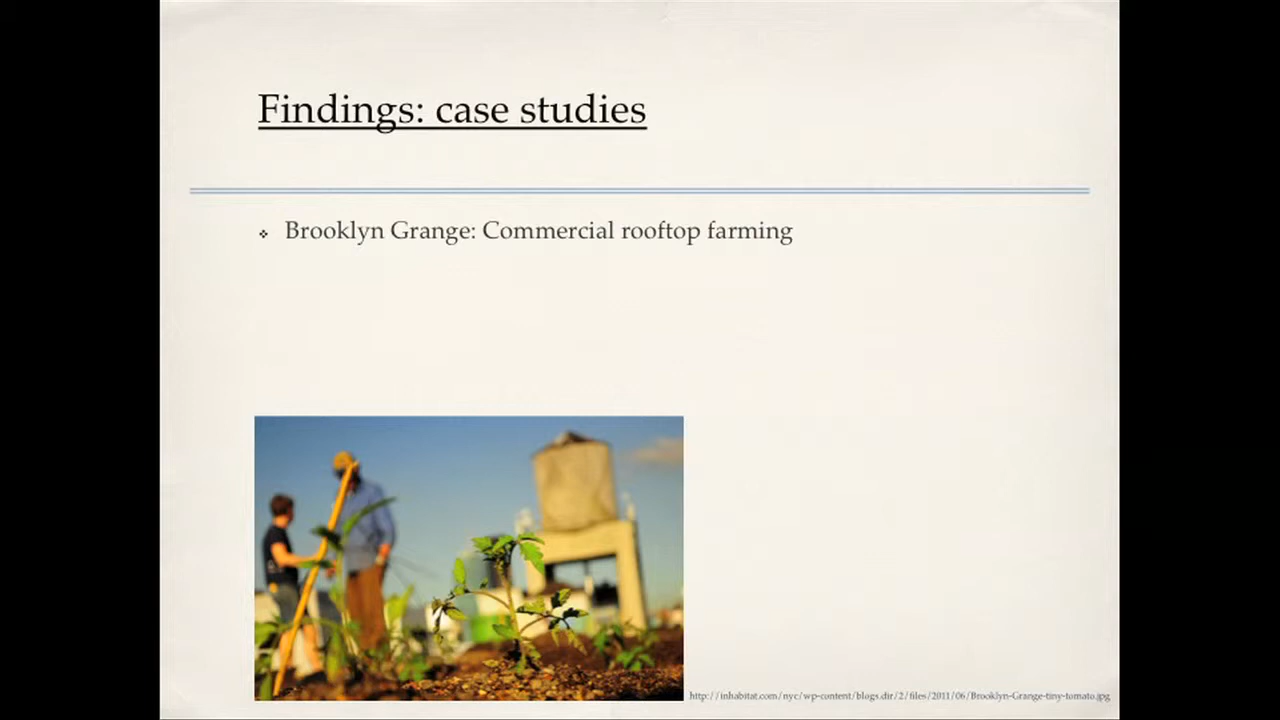 Findings: case studies
❖ Brooklyn Grange: Commercial rooftop farming
http://inhabitat.com/nyc/wp-content/blogs.dir/2/files/2011/06/Brooklyn-Grange-tiny-tomato.jpg